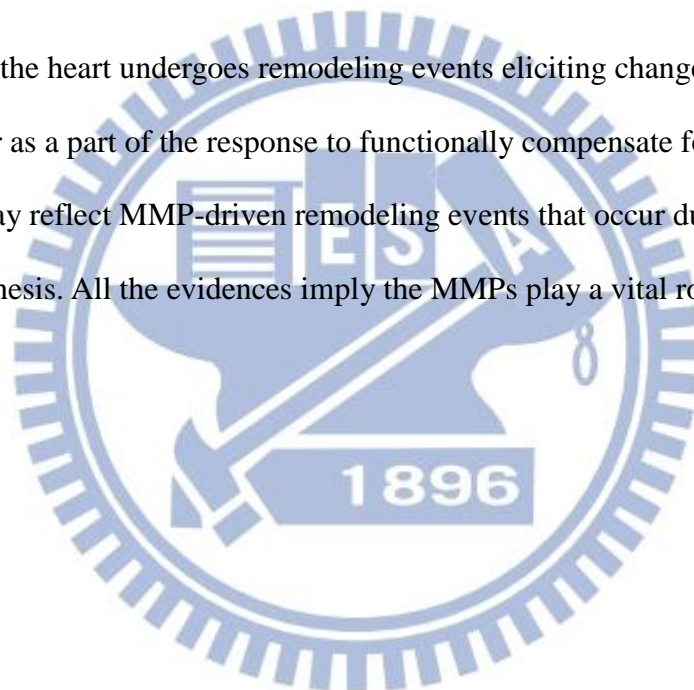 the heart undergoes remodeling events eliciting change
r as a part of the response to functionally compensate fo
ay reflect MMP-driven remodeling events that occur du
nesis. All the evidences imply the MMPs play a vital ro
E S A
1896